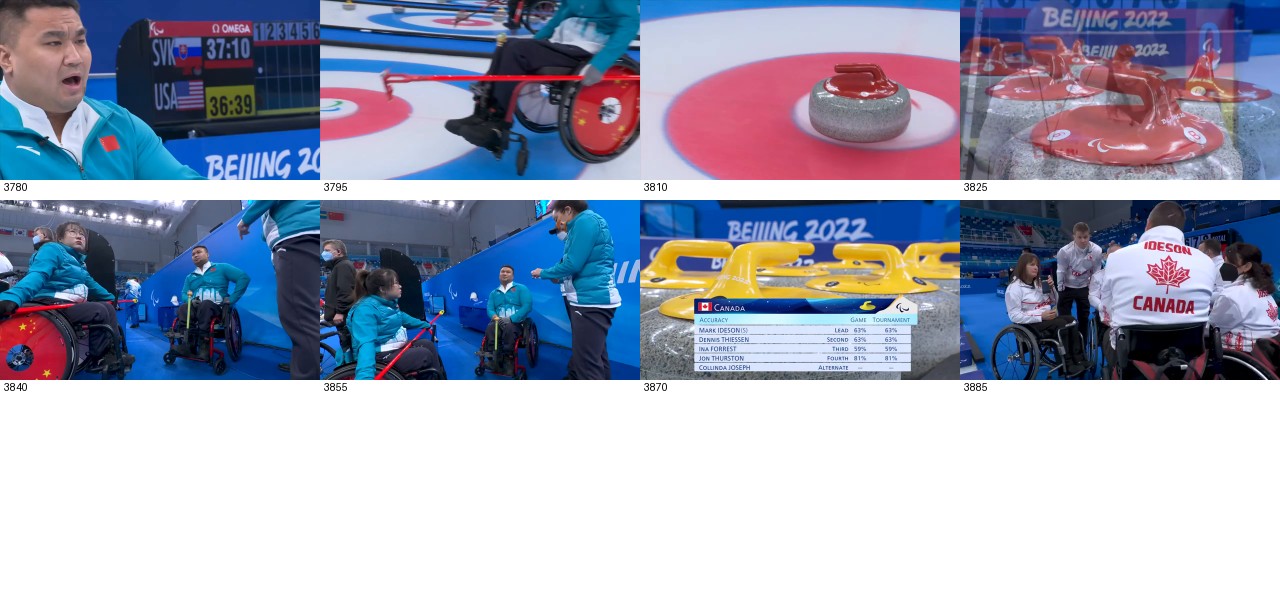 Ω OMEGA
SVK 37:10
1 2 3 4 5 6
USA 36:39
BEIJING 20
3780
3795
3810
BEIJING 2022
BEIJING 2022
3825
3840
3855
BEIJING 2022
CANADA
ACCURACY GAME TOURNAMENT
MARK IDESON(S) LEAD 63% 63%
DENNIS THIESSEN SECOND 63% 63%
INA FORREST THIRD 59% 59%
JON THURSTON FOURTH 81% 81%
COLLINDA JOSEPH ALTERNATE -- --
3870
IDESON
CANADA
3885